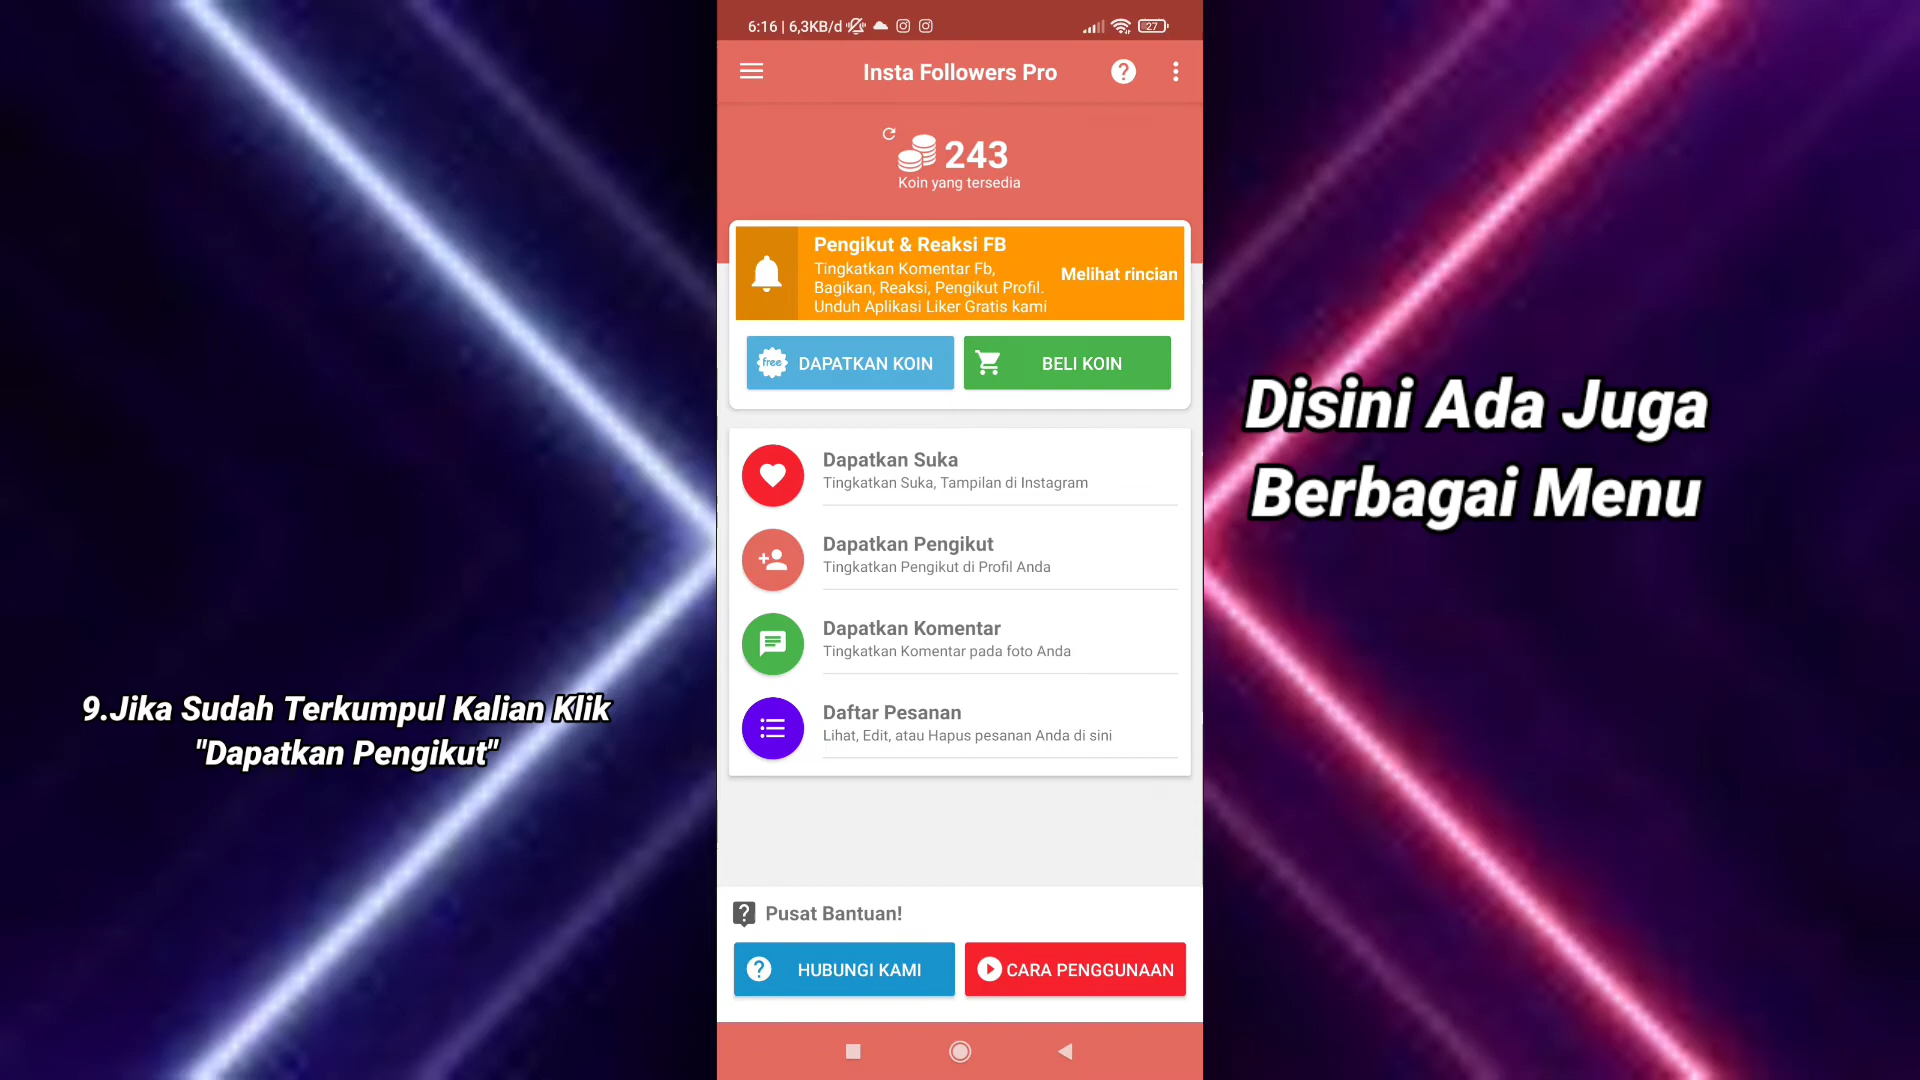 6:16 | 6,3KB/d
27
Insta Followers Pro
243
Koin yang tersedia
Pengikut & Reaksi FB
Tingkatkan Komentar Fb,
Bagikan, Reaksi, Pengikut Profil.
Unduh Aplikasi Liker Gratis kami
Melihat rincian
free
DAPATKAN KOIN
BELI KOIN
Dapatkan Suka
Tingkatkan Suka, Tampilan di Instagram
Dapatkan Pengikut
Tingkatkan Pengikut di Profil Anda
Dapatkan Komentar
Tingkatkan Komentar pada foto Anda
Daftar Pesanan
Lihat, Edit, atau Hapus pesanan Anda di sini
Pusat Bantuan!
HUBUNGI KAMI
CARA PENGGUNAAN
9.Jika Sudah Terkumpul Kalian Klik
"Dapatkan Pengikut"
Disini Ada Juga
Berbagai Menu